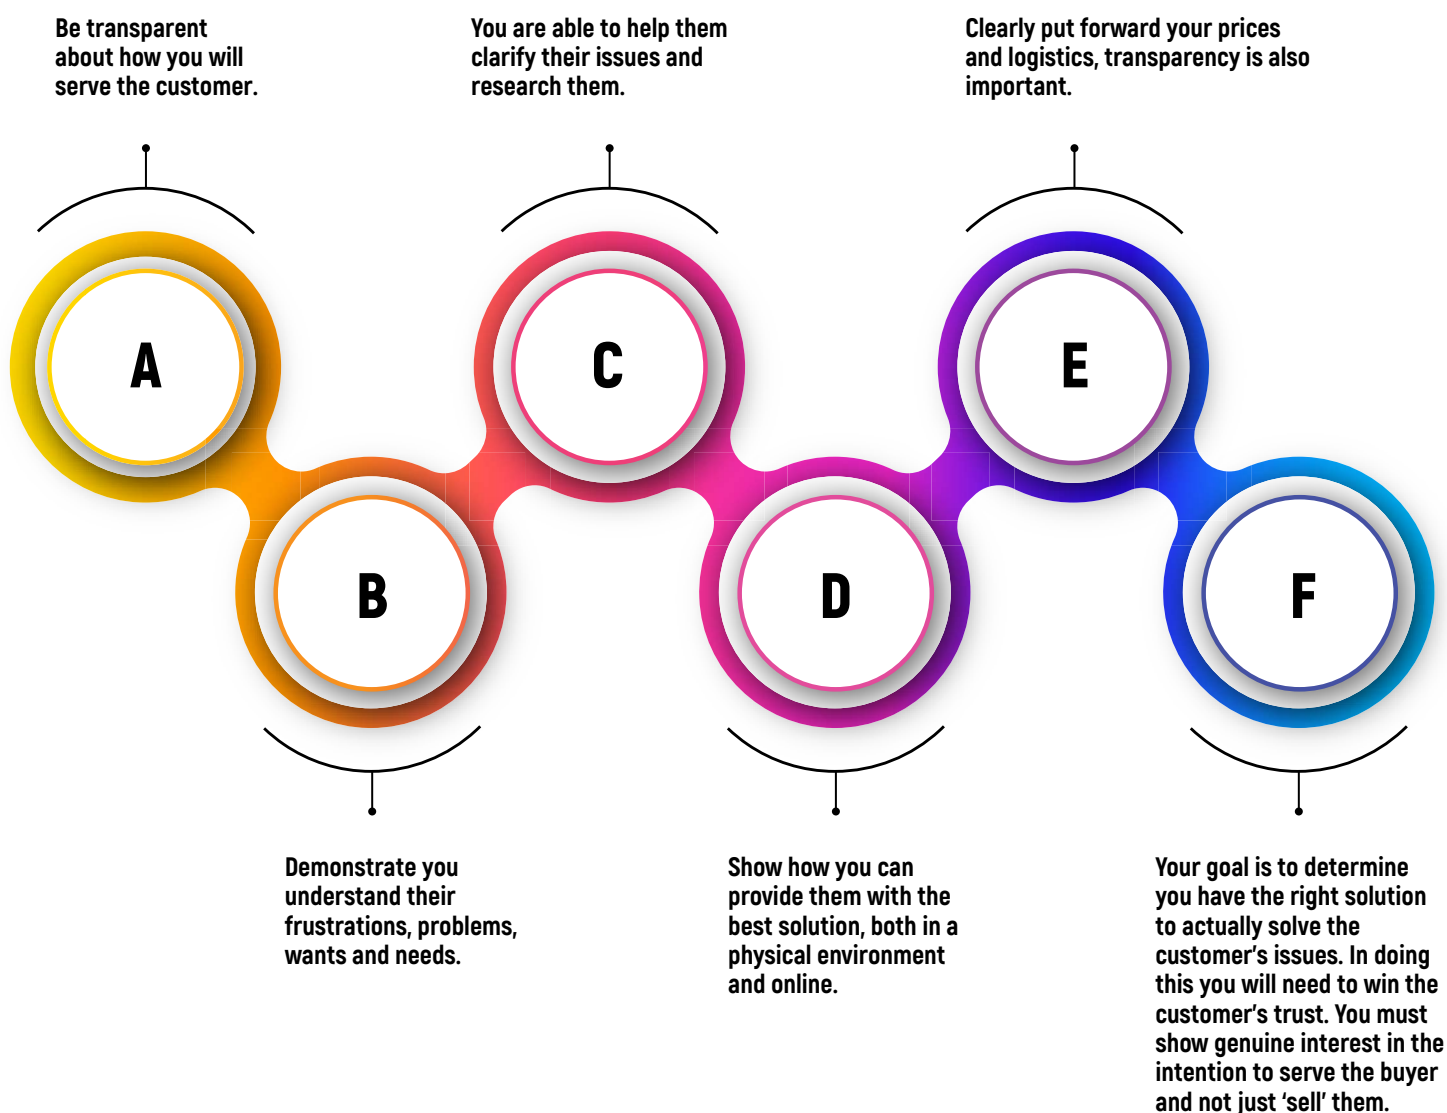 Be transparent
about how you will
serve the customer.
You are able to help them
clarify their issues and
research them.
Clearly put forward your prices
and logistics, transparency is also
important.
A
C
E
B
D
F
Demonstrate you
understand their
frustrations, problems,
wants and needs.
Show how you can
provide them with the
best solution, both in a
physical environment
and online.
Your goal is to determine
you have the right solution
to actually solve the
customer's issues. In doing
this you will need to win the
customer's trust. You must
show genuine interest in the
intention to serve the buyer
and not just ‘sell’ them.